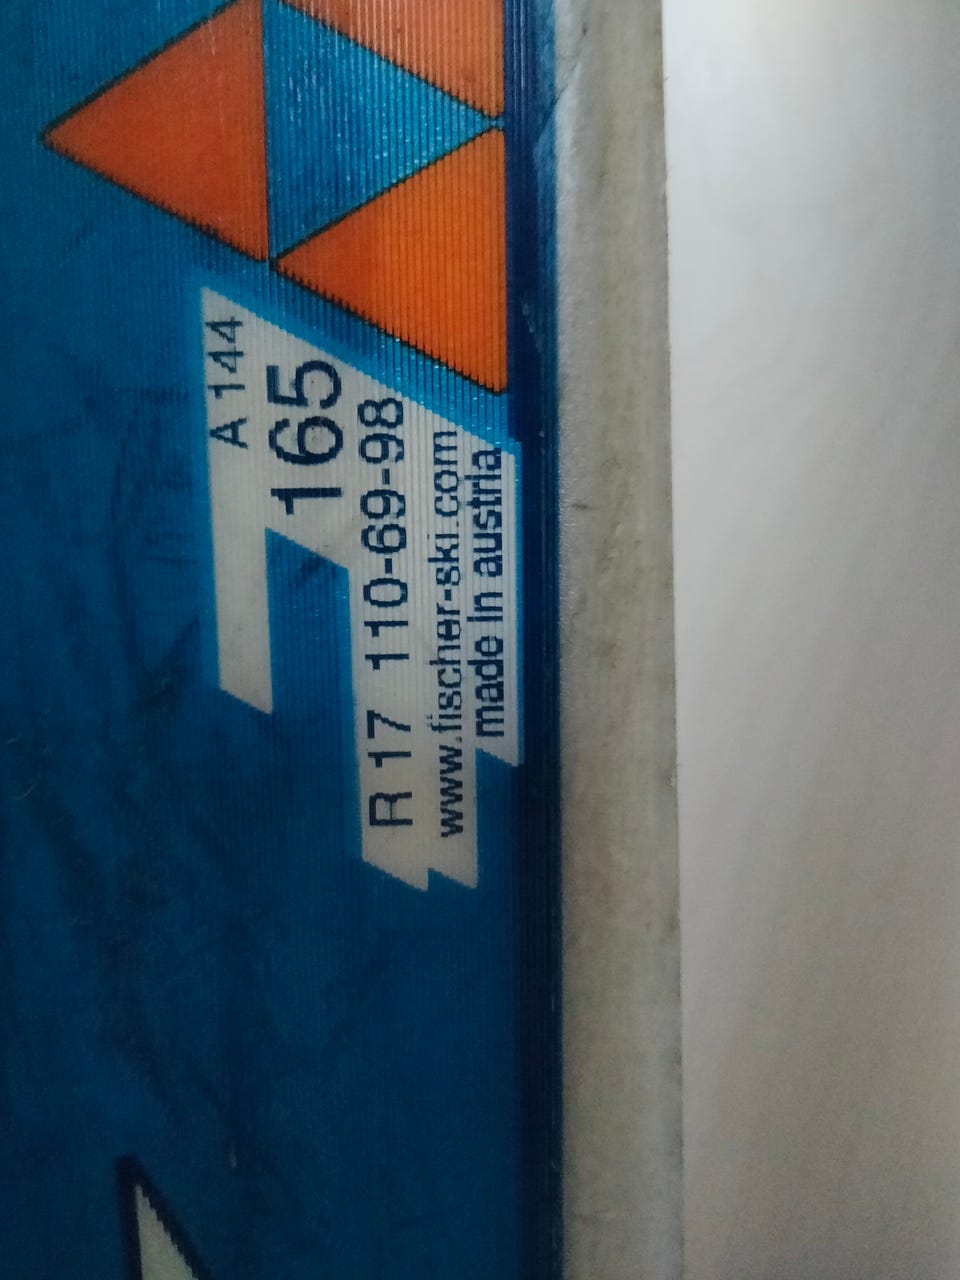 A 144
165
R 17 110-69-98
www.fischer-ski.com
made in austria